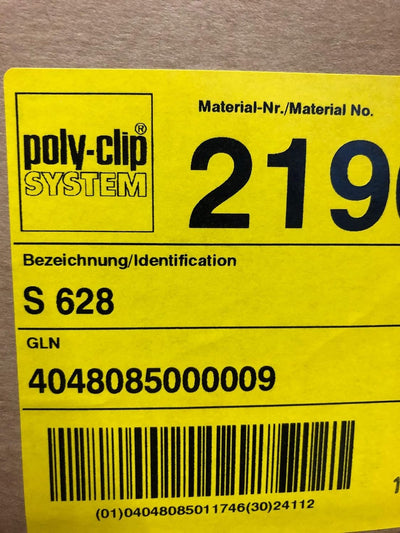 poly-clip®
SYSTEM
Material-Nr./Material No.
219
Bezeichnung/Identification
S 628
GLN
4048085000009
(01)04048085011746(30)24112